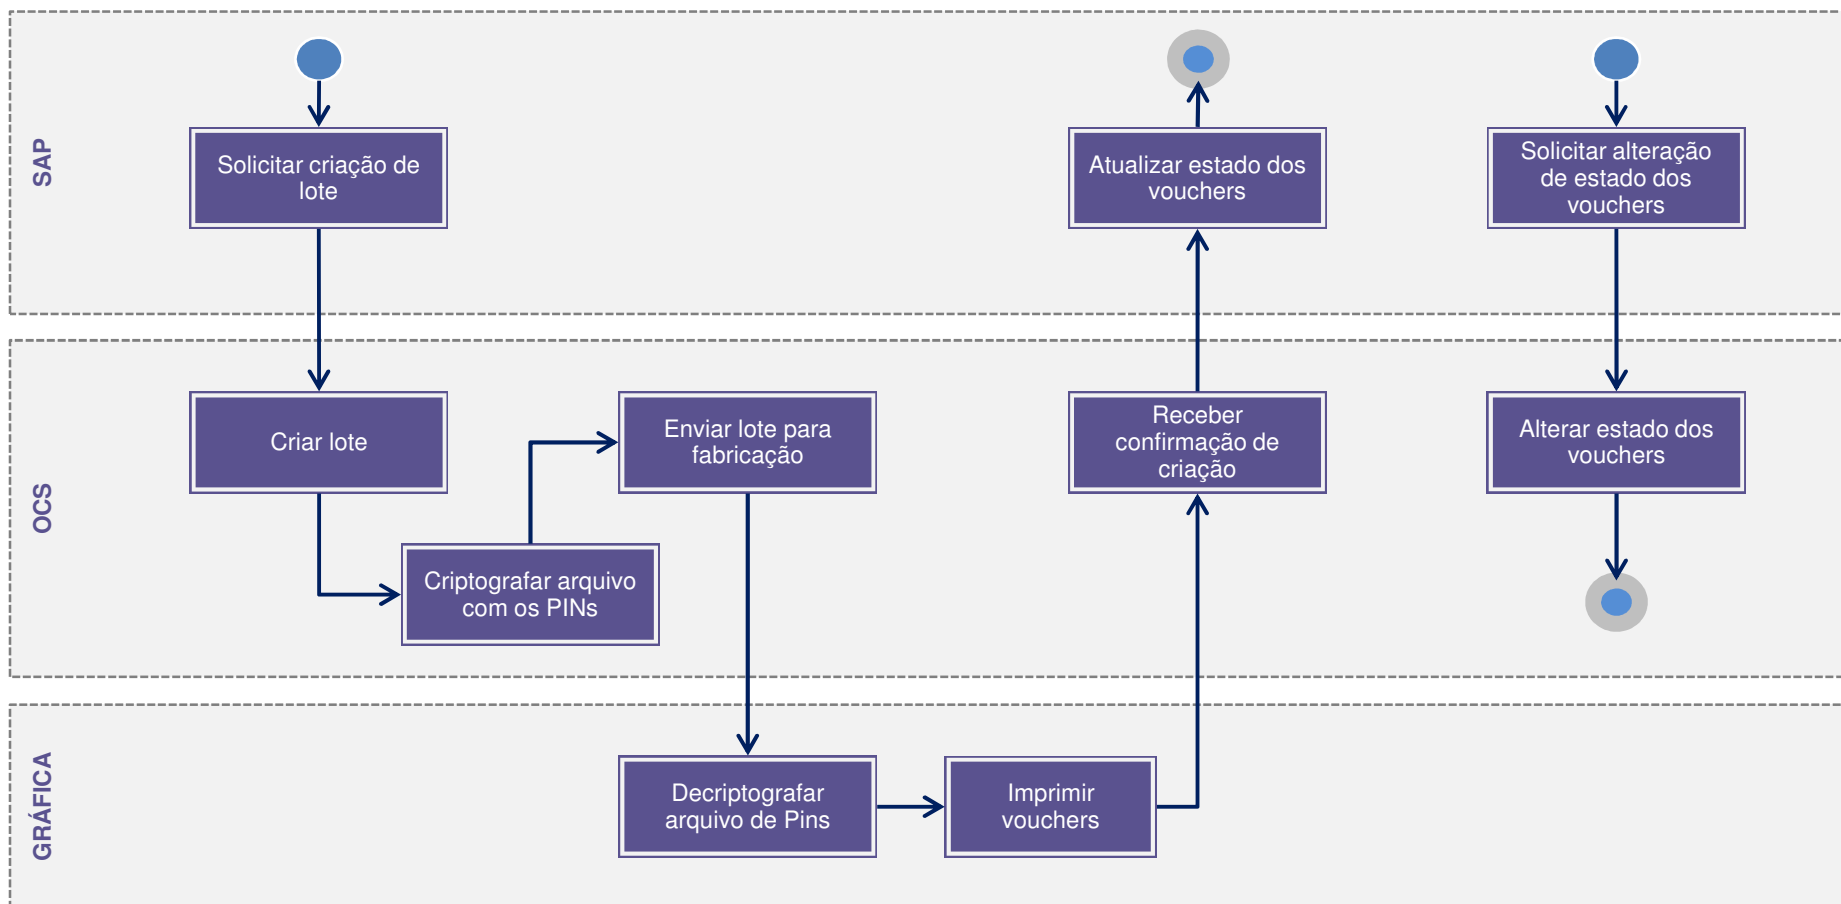 SAP
Solicitar criação de
lote
Atualizar estado dos
vouchers
Solicitar alteração
de estado dos
vouchers
OCS
Criar lote
Enviar lote para
fabricação
Receber
confirmação de
criação
Alterar estado dos
vouchers
Criptografar arquivo
com os PINs
GRÁFICA
Decriptografar
arquivo de Pins
Imprimir
vouchers